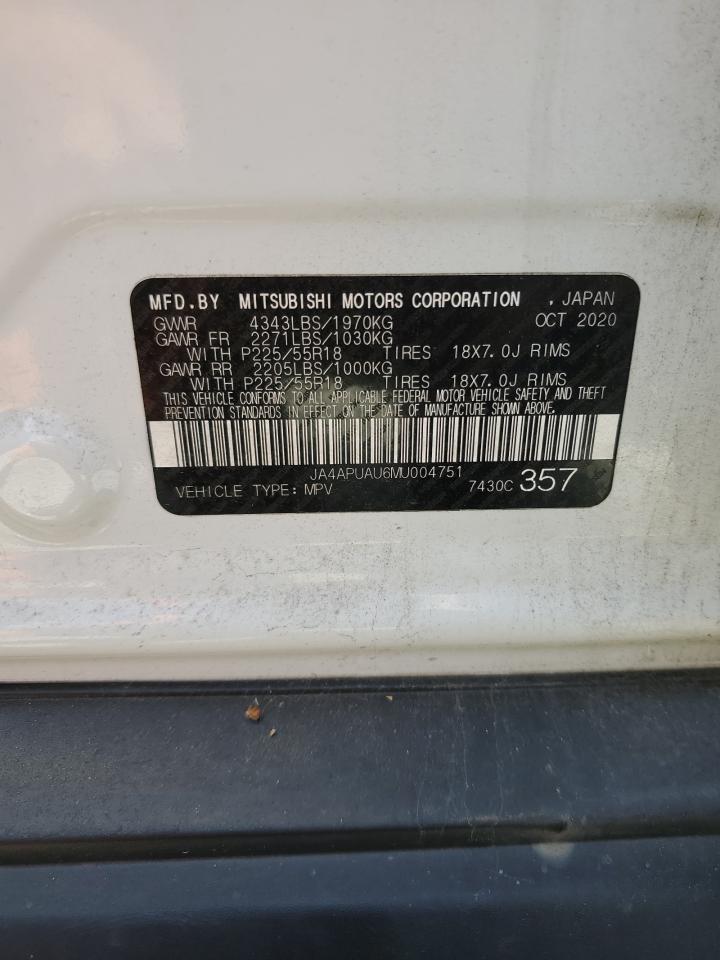 MFD.BY MITSUBISHI MOTORS CORPORATION , JAPAN
GVWR 4343LBS/1970KG OCT 2020
GAWR FR 2271LBS/1030KG
WITH P225/55R18 TIRES 18X7.0J RIMS
GAWR RR 2205LBS/1000KG
WITH P225/55R18 TIRES 18X7.0J RIMS
THIS VEHICLE CONFORMS TO ALL APPLICABLE FEDERAL MOTOR VEHICLE SAFETY AND THEFT
PREVENTION STANDARDS IN EFFECT ON THE DATE OF MANUFACTURE SHOWN ABOVE.
JA4APUAU6MU004751
VEHICLE TYPE: MPV 7430C 357